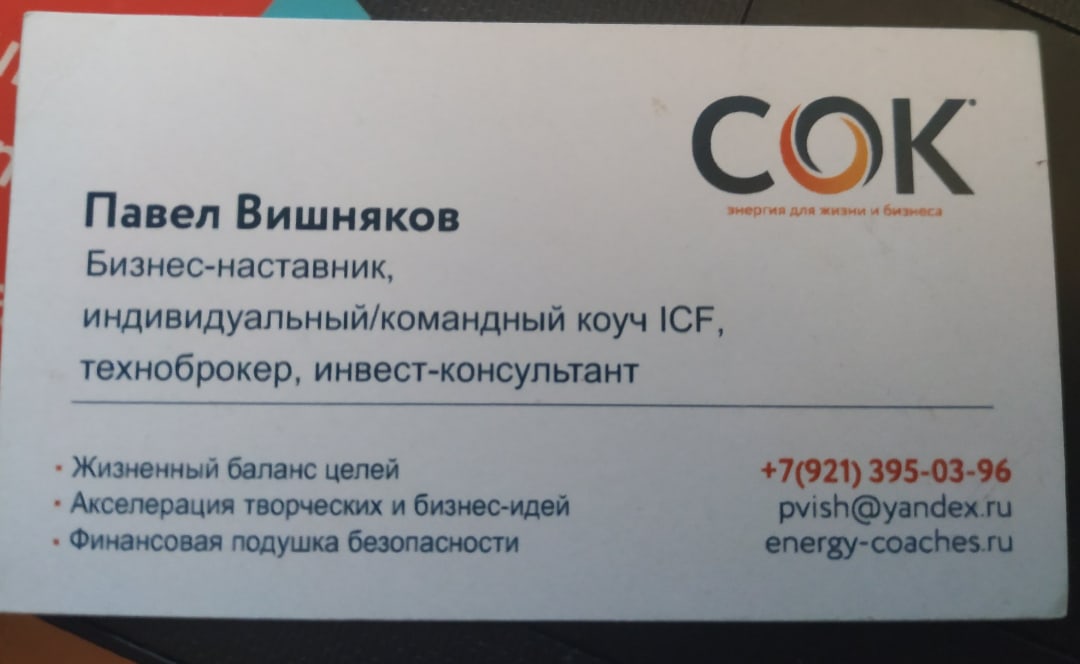 СОК
энергия для жизни и бизнеса
Павел Вишняков
Бизнес-наставник,
индивидуальный/командный коуч ICF,
техноброкер, инвест-консультант
• Жизненный баланс целей
• Акселерация творческих и бизнес-идей
• Финансовая подушка безопасности
+7(921) 395-03-96
pvish@yandex.ru
energy-coaches.ru